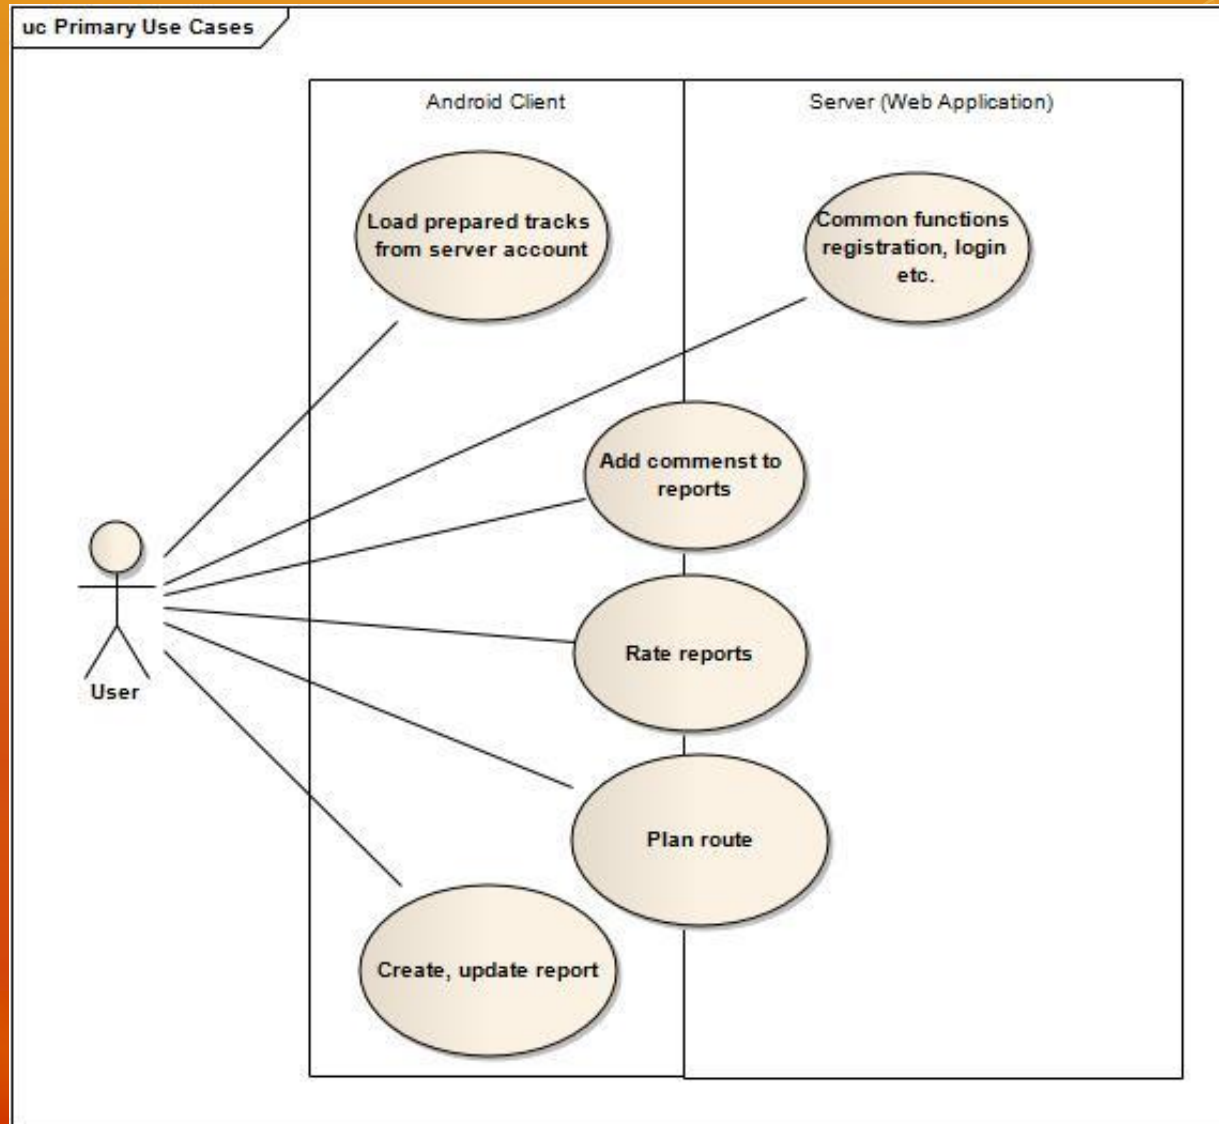 uc Primary Use Cases
Android Client
Server (Web Application)
Load prepared tracks
from server account
Common functions
registration, login
etc.
Add commenst to
reports
Rate reports
User
Plan route
Create, update report